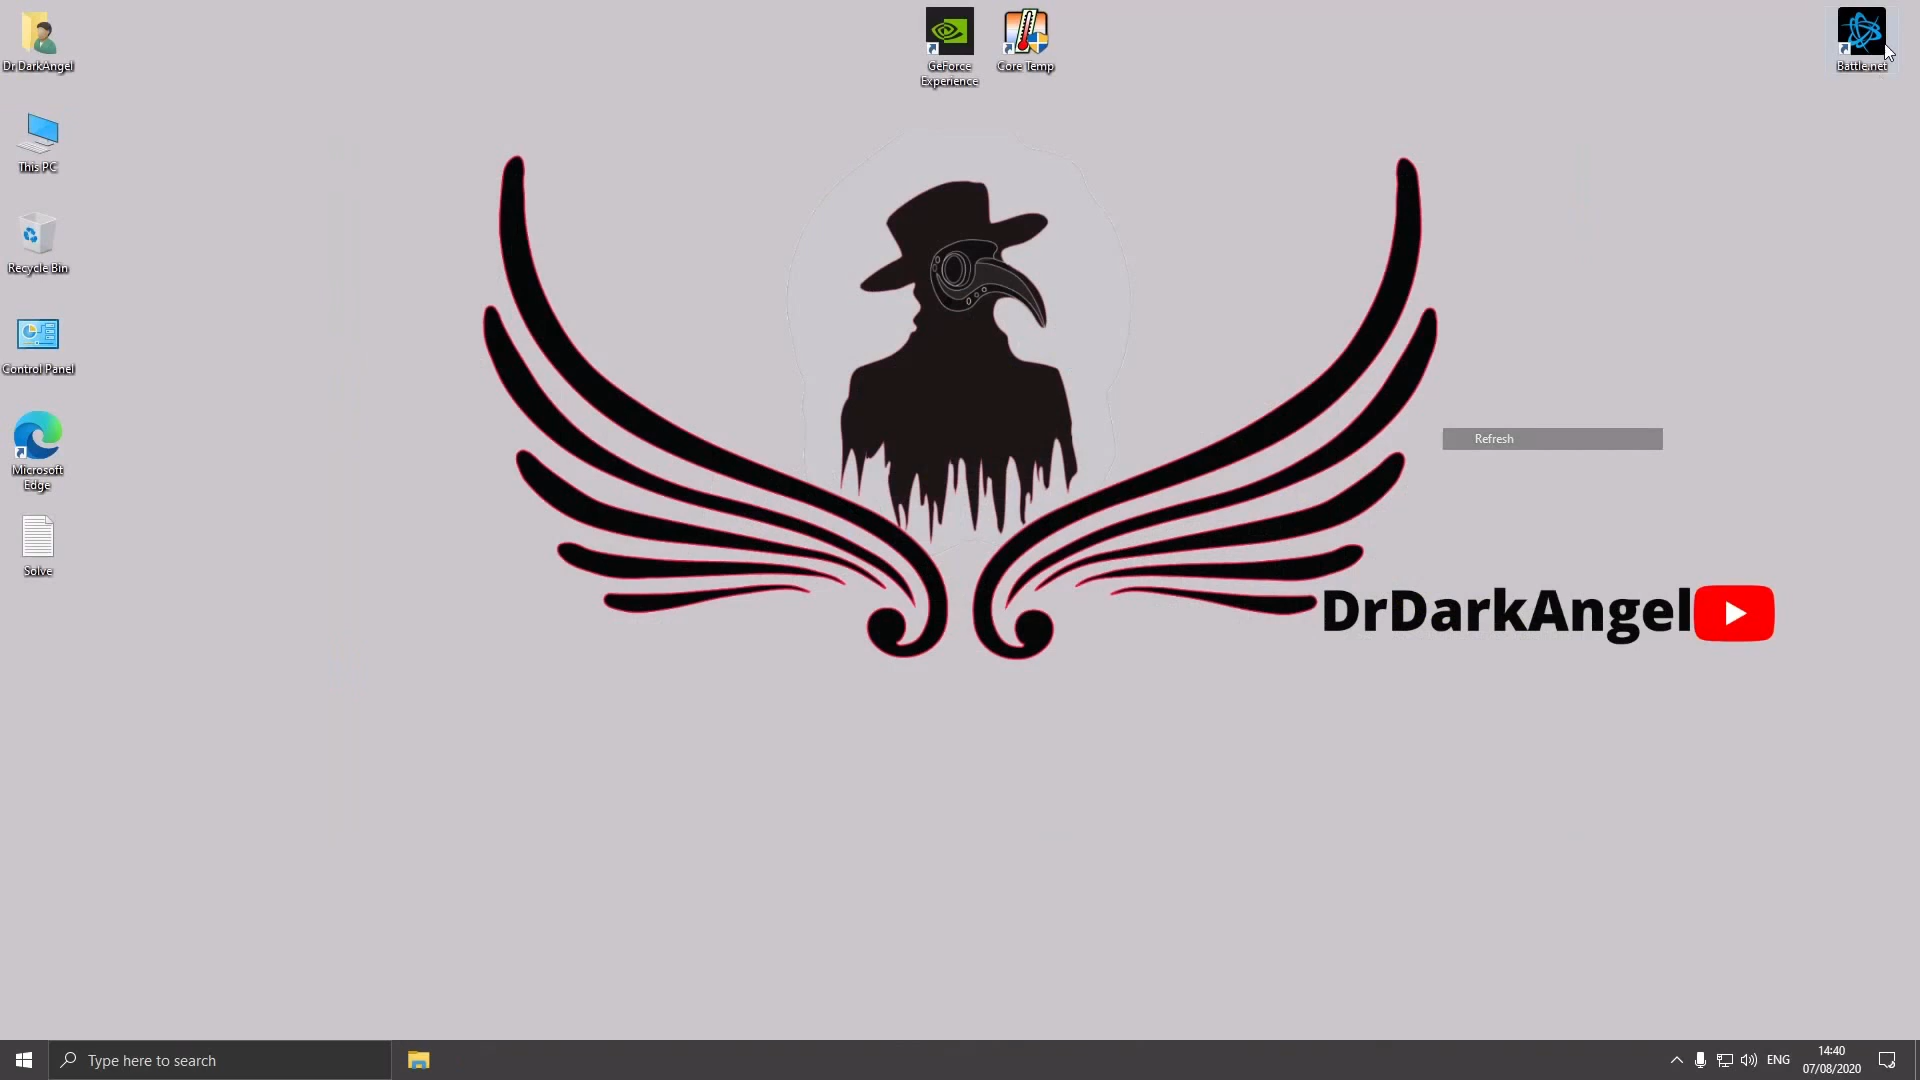 Dr DarkAngel
This PC
Recycle Bin
Control Panel
Microsoft
Edge
Solve
GeForce
Experience
Core Temp
Battle.net
Refresh
DrDarkAngel
Type here to search
ENG
14:40
07/08/2020